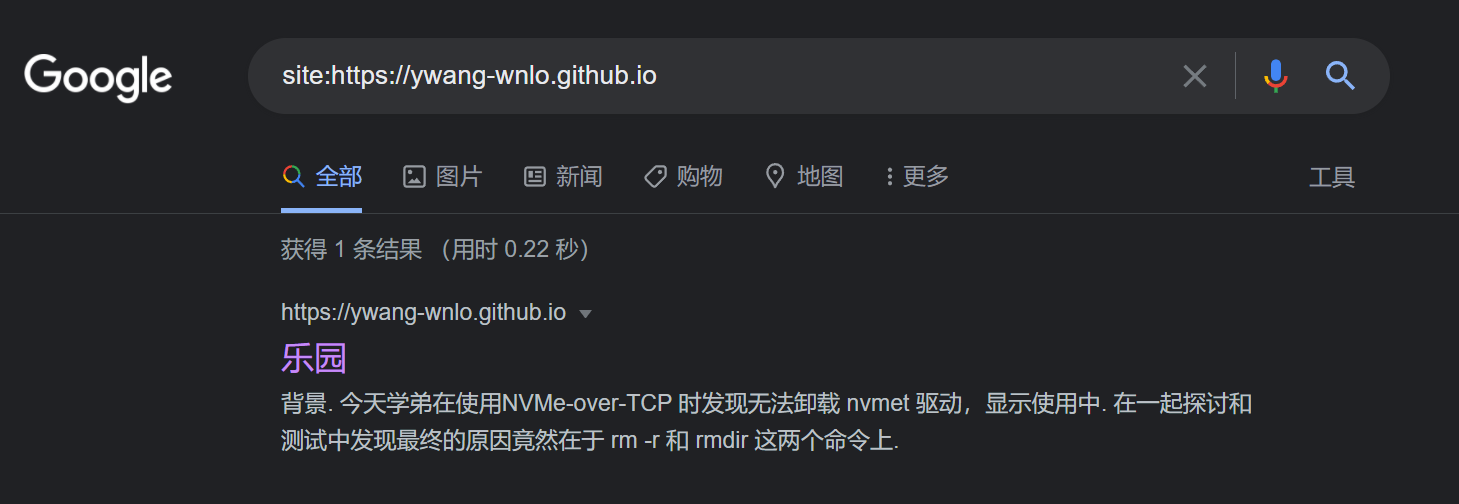 Google
site:https://ywang-wnlo.github.io
全部 图片 新闻 购物 地图 更多 工具
获得 1 条结果 （用时 0.22 秒）
https://ywang-wnlo.github.io
乐园
背景. 今天学弟在使用NVMe-over-TCP 时发现无法卸载 nvmet 驱动，显示使用中. 在一起探讨和
测试中发现最终的原因竟然在于 rm -r 和 rmdir 这两个命令上.